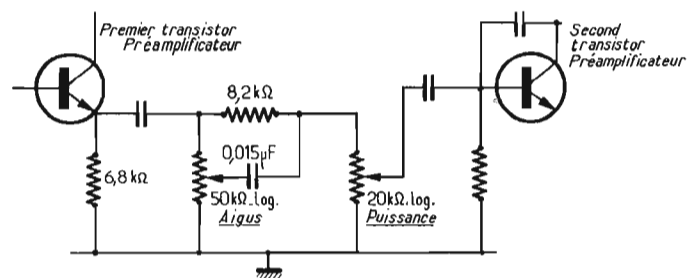 Premier transistor
Préamplificateur
Second
transistor
Préamplificateur
8,2kΩ
0,015µF
6,8kΩ
50kΩ-log.
Aigus
20kΩ.log.
Puissance